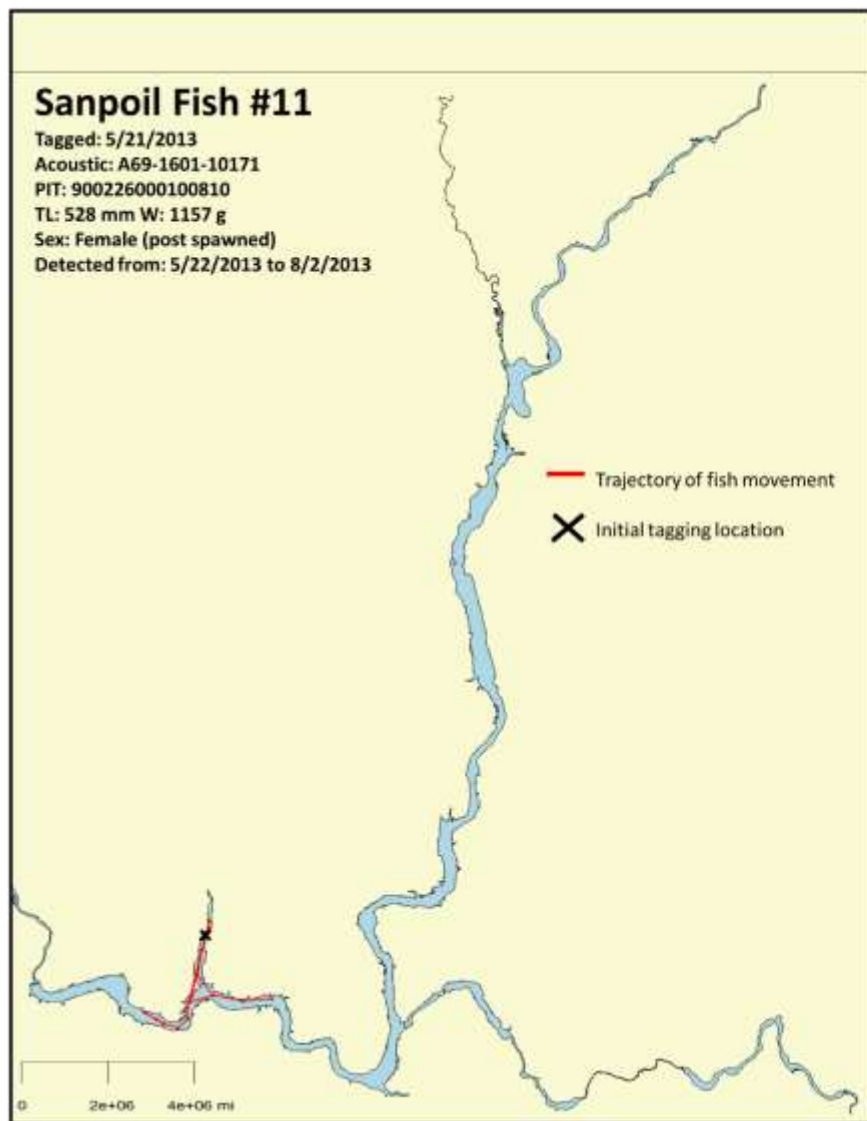 Sanpoil Fish #11
Tagged: 5/21/2013
Acoustic: A69-1601-10171
PIT: 900226000100810
TL: 528 mm W: 1157 g
Sex: Female (post spawned)
Detected from: 5/22/2013 to 8/2/2013
Trajectory of fish movement
Initial tagging location
0 2e+06 4e+06 mi